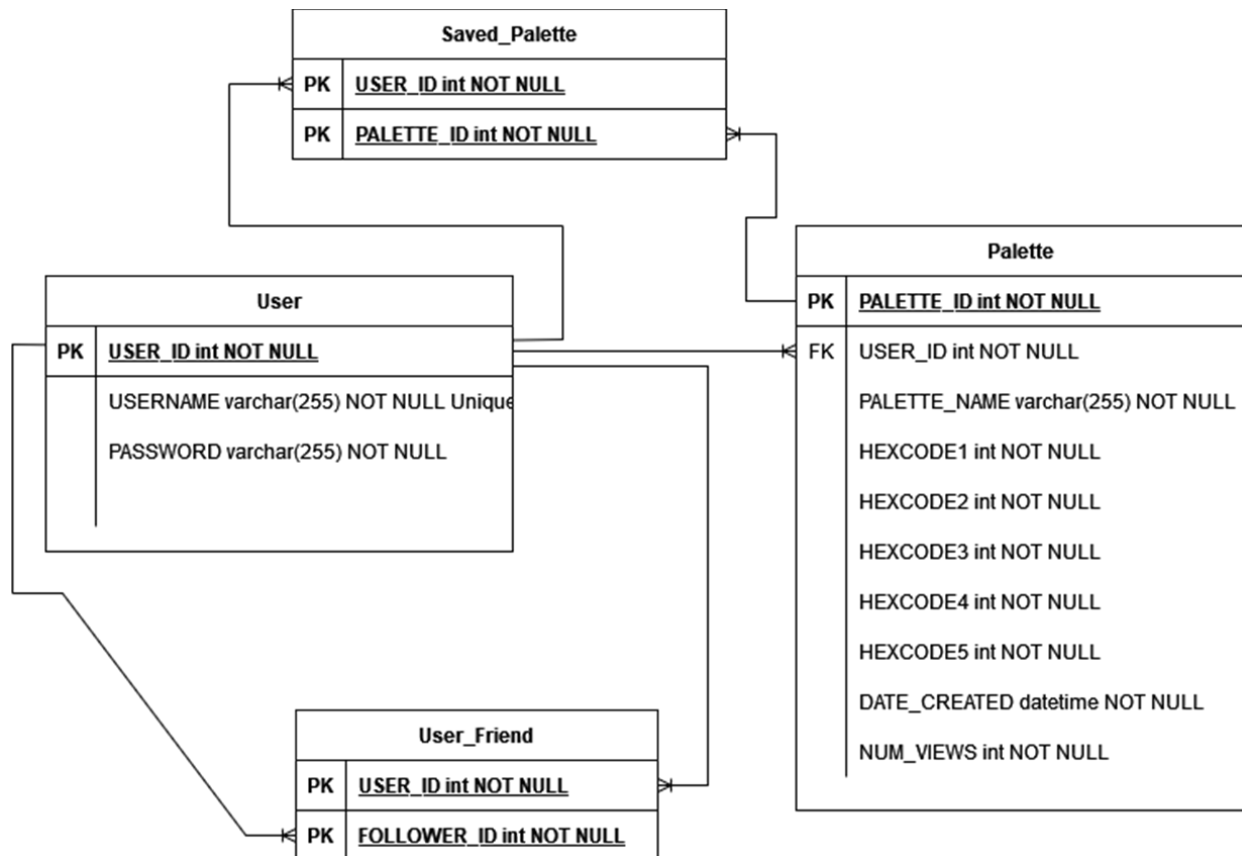 Saved_Palette
PK USER_ID int NOT NULL
PK PALETTE_ID int NOT NULL
User
PK USER_ID int NOT NULL
USERNAME varchar(255) NOT NULL Unique
PASSWORD varchar(255) NOT NULL
Palette
PK PALETTE_ID int NOT NULL
FK USER_ID int NOT NULL
PALETTE_NAME varchar(255) NOT NULL
HEXCODE1 int NOT NULL
HEXCODE2 int NOT NULL
HEXCODE3 int NOT NULL
HEXCODE4 int NOT NULL
HEXCODE5 int NOT NULL
DATE_CREATED datetime NOT NULL
NUM_VIEWS int NOT NULL
User_Friend
PK USER_ID int NOT NULL
PK FOLLOWER_ID int NOT NULL